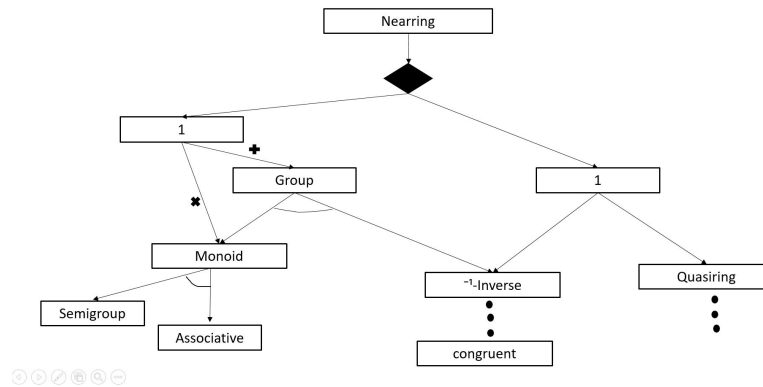 Nearring
1
+
Group
1
×
Monoid
⁻¹-Inverse
Quasiring
Semigroup
Associative
congruent